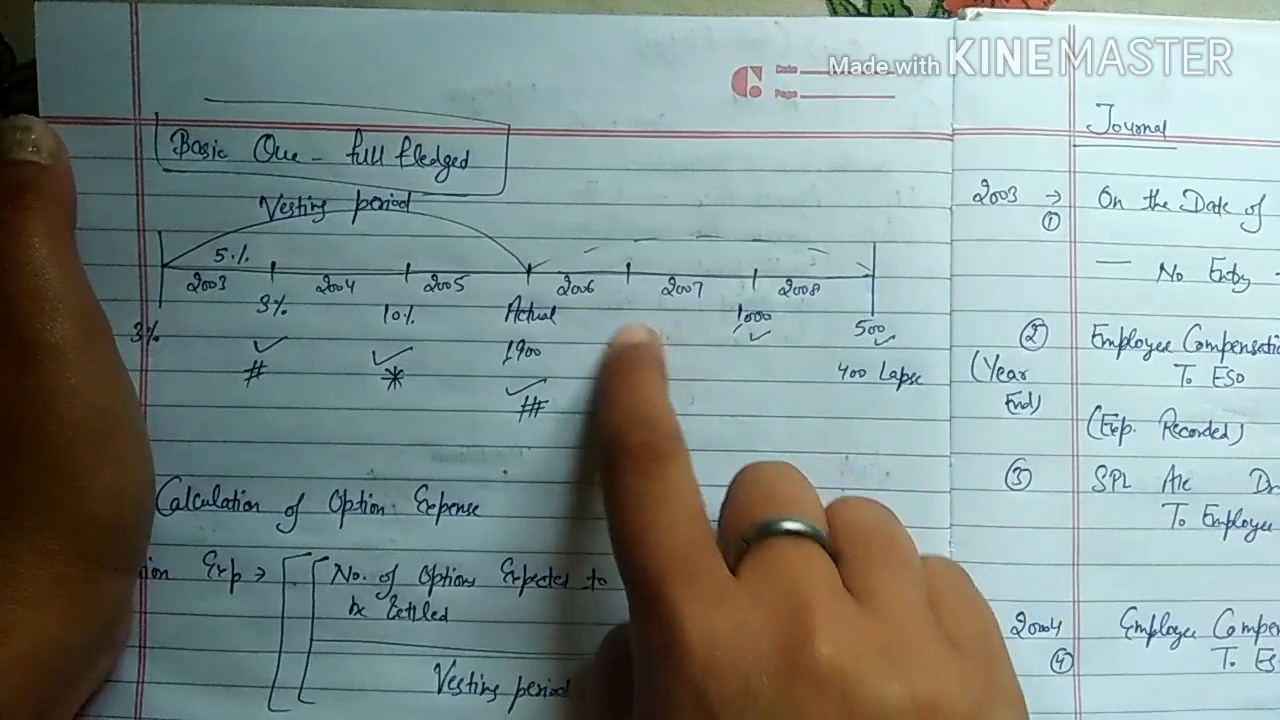 Made with KINEMASTER
Date
Page
Basic One - full fledged
Vesting period
5%
2003 2004 2005 2006 2007 2008
3% 3% 10% Actual 1000 500
1900
400 Lapse
#
*
##
Calculation of Option Expense
Exp → No. of Options Expected to
be Settled
Vesting period
Journal
2003 → On the Date of
① — No Entry
② Employee Compensati
(Year To ESO
End)
(Exp. Recorded)
③ SPL A/c Dr
To Employee
2004 Employee Compen
④ To ES